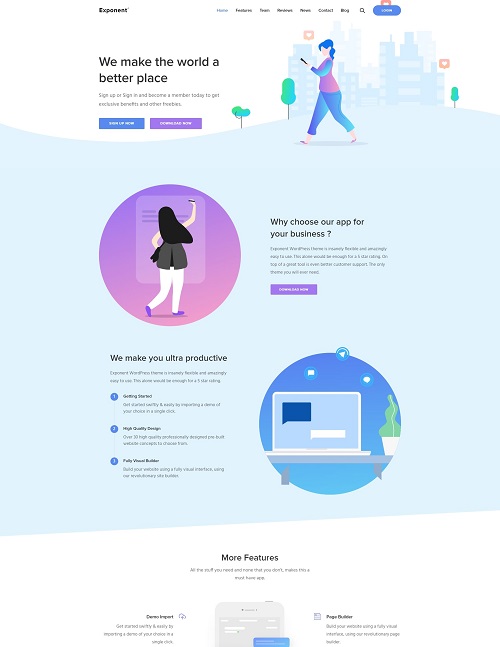 Exponent
Home Features Team Reviews News Contact Blog LOGIN
We make the world a
better place
Sign up or Sign in and become a member today to get
exclusive benefits and other freebies.
SIGN UP NOW DOWNLOAD NOW
Why choose our app for
your business ?
Exponent WordPress theme is insanely flexible and amazingly
easy to use. This alone would be enough for a 5 star rating. On
top of a great tool is even better customer support. The only
theme you will ever need.
DOWNLOAD NOW
We make you ultra productive
Exponent WordPress theme is insanely flexible and amazingly
easy to use. This alone would be enough for a 5 star rating
1 Getting Started
Get started swiftly & easily by importing a demo of
your choice in a single click.
2 High Quality Design
Over 30 high quality professionally designed pre-built
website concepts to choose from.
3 Fully Visual Builder
Build your website using a fully visual interface, using
our revolutionary site builder.
More Features
All the stuff you need and none that you don't, makes this a
must have app.
Demo Import
Get started swiftly & easily by
importing a demo of your choice in a
single click.
Page Builder
Build your website using a fully visual
interface, using our revolutionary page
builder.